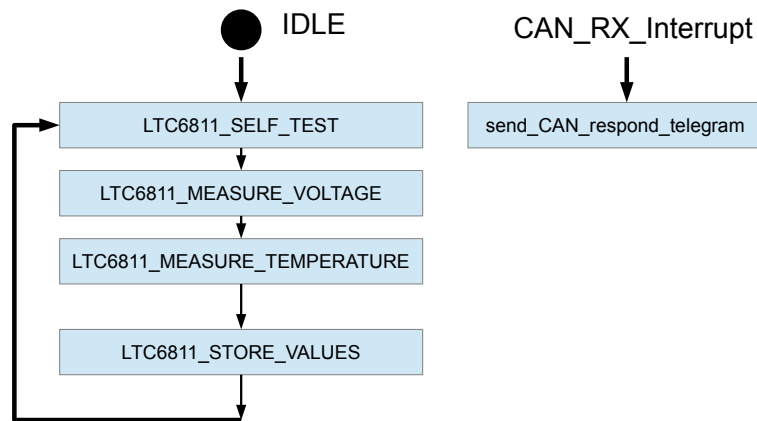 IDLE
LTC6811_SELF_TEST
LTC6811_MEASURE_VOLTAGE
LTC6811_MEASURE_TEMPERATURE
LTC6811_STORE_VALUES
CAN_RX_Interrupt
send_CAN_respond_telegram